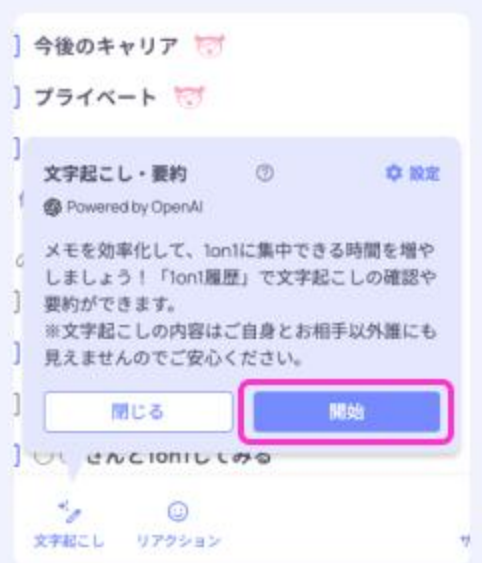 今後のキャリア
プライベート
文字起こし・要約
設定
Powered by OpenAI
メモを効率化して、1on1に集中できる時間を増や
しましょう！「1on1履歴」で文字起こしの確認や
要約ができます。
※文字起こしの内容はご自身とお相手以外誰にも
見えませんのでご安心ください。
閉じる
開始
さんと1on1してみる
文字起こし
リアクション
サ